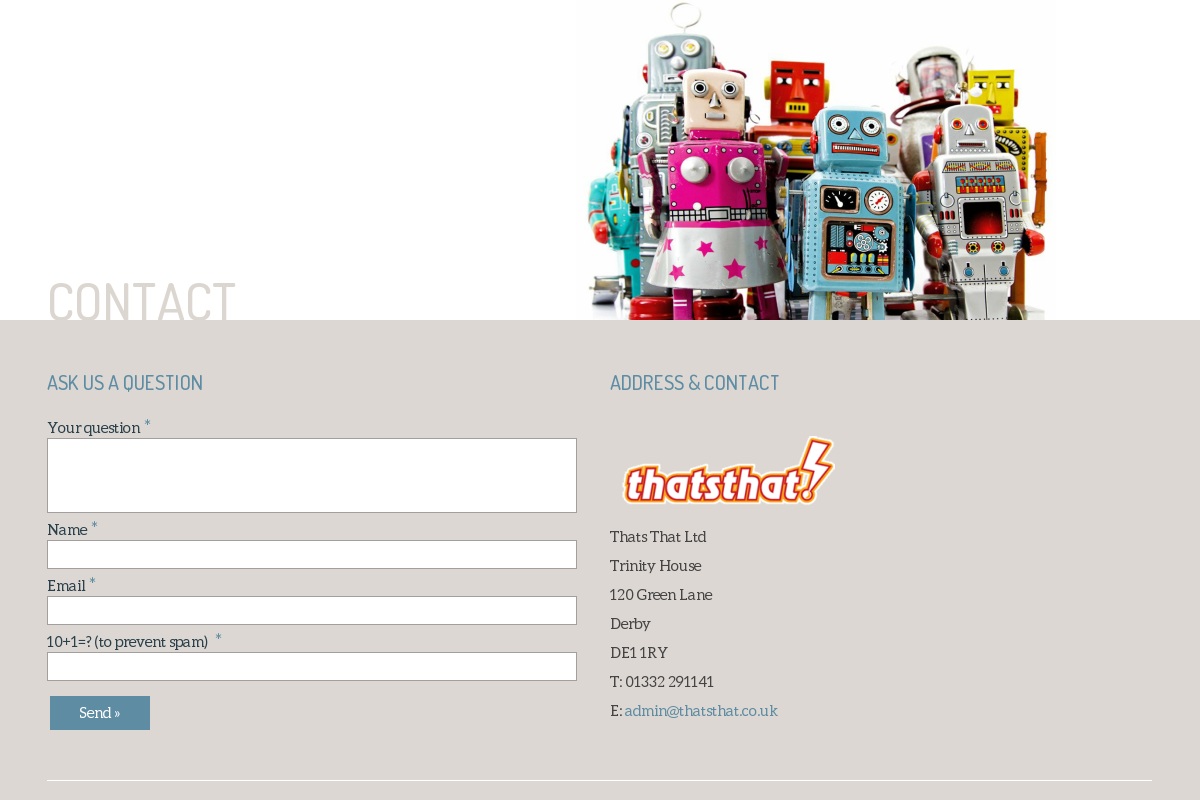 CONTACT
ASK US A QUESTION
Your question *
Name *
Email *
10+1=? (to prevent spam) *
Send »
ADDRESS & CONTACT
thatsthat!
Thats That Ltd
Trinity House
120 Green Lane
Derby
DE1 1RY
T: 01332 291141
E: admin@thatsthat.co.uk